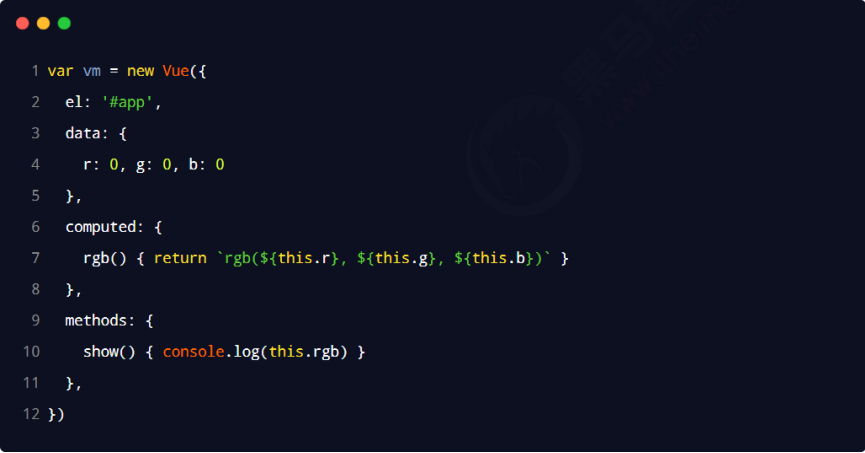 1 var vm = new Vue({
2   el: '#app',
3   data: {
4     r: 0, g: 0, b: 0
5   },
6   computed: {
7     rgb() { return `rgb(${this.r}, ${this.g}, ${this.b})` }
8   },
9   methods: {
10     show() { console.log(this.rgb) }
11   },
12 })